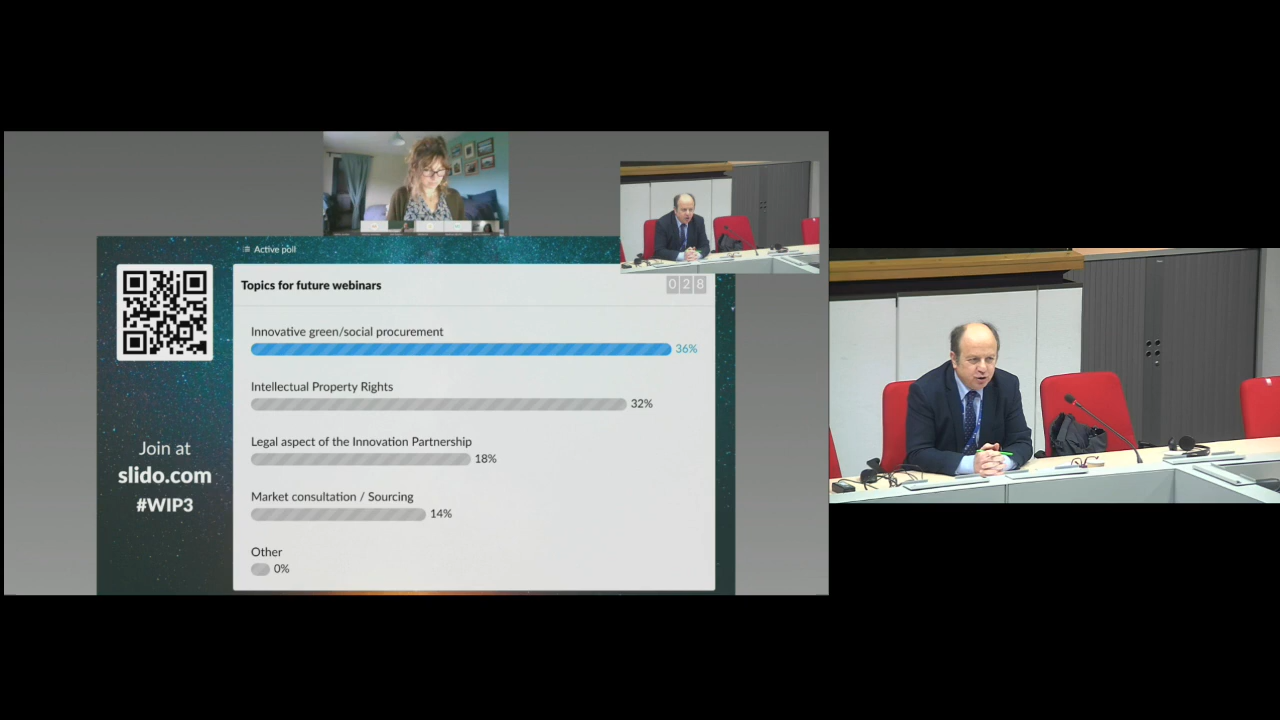 Active poll
Topics for future webinars
028
Innovative green/social procurement
36%
Intellectual Property Rights
32%
Legal aspect of the Innovation Partnership
18%
Market consultation / Sourcing
14%
Other
0%
Join at
slido.com
#WIP3